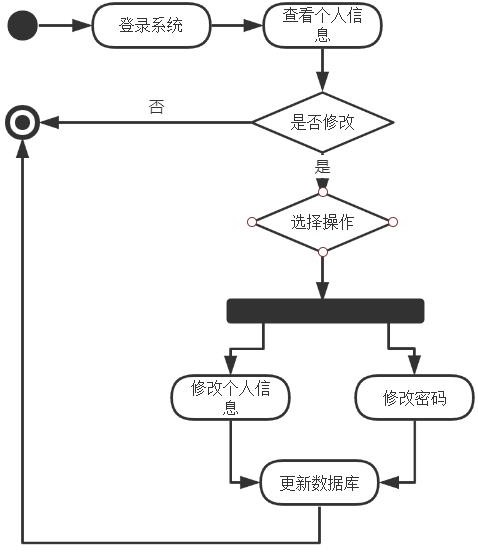 登录系统
查看个人信
息
否
是否修改
是
选择操作
修改个人信
息
修改密码
更新数据库